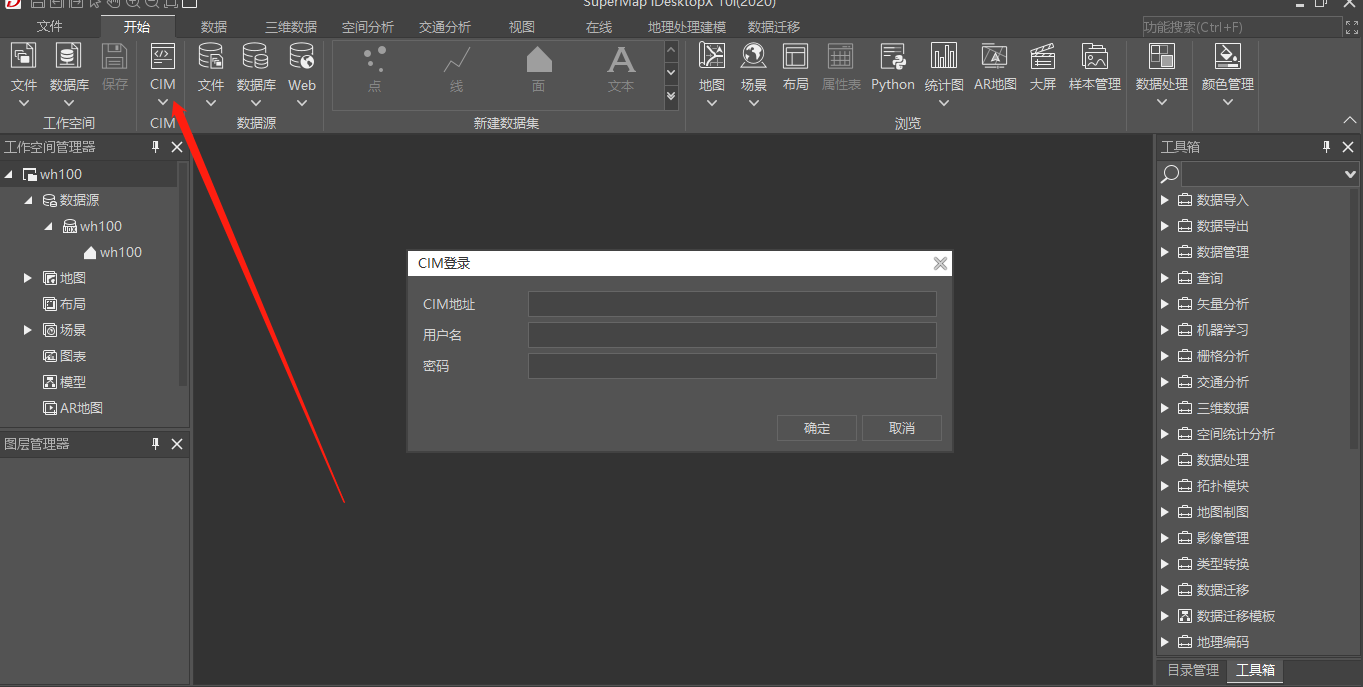 SuperMap iDesktopX 10i(2020)
文件 开始 数据 三维数据 空间分析 交通分析 视图 在线 地理处理建模 数据迁移 功能搜索(Ctrl+F)
文件 数据库 保存 CIM 文件 数据库 Web 点 线 面 文本 地图 场景 布局 属性表 Python 统计图 AR地图 大屏 样本管理 数据处理 颜色管理
工作空间 CIM 数据源 新建数据集 浏览
工作空间管理器
wh100
数据源
wh100
wh100
地图
布局
场景
图表
模型
AR地图
图层管理器
CIM登录
CIM地址
用户名
密码
确定 取消
工具箱
数据导入
数据导出
数据管理
查询
矢量分析
机器学习
栅格分析
交通分析
三维数据
空间统计分析
数据处理
拓扑模块
地图制图
影像管理
类型转换
数据迁移
数据迁移模板
地理编码
目录管理 工具箱